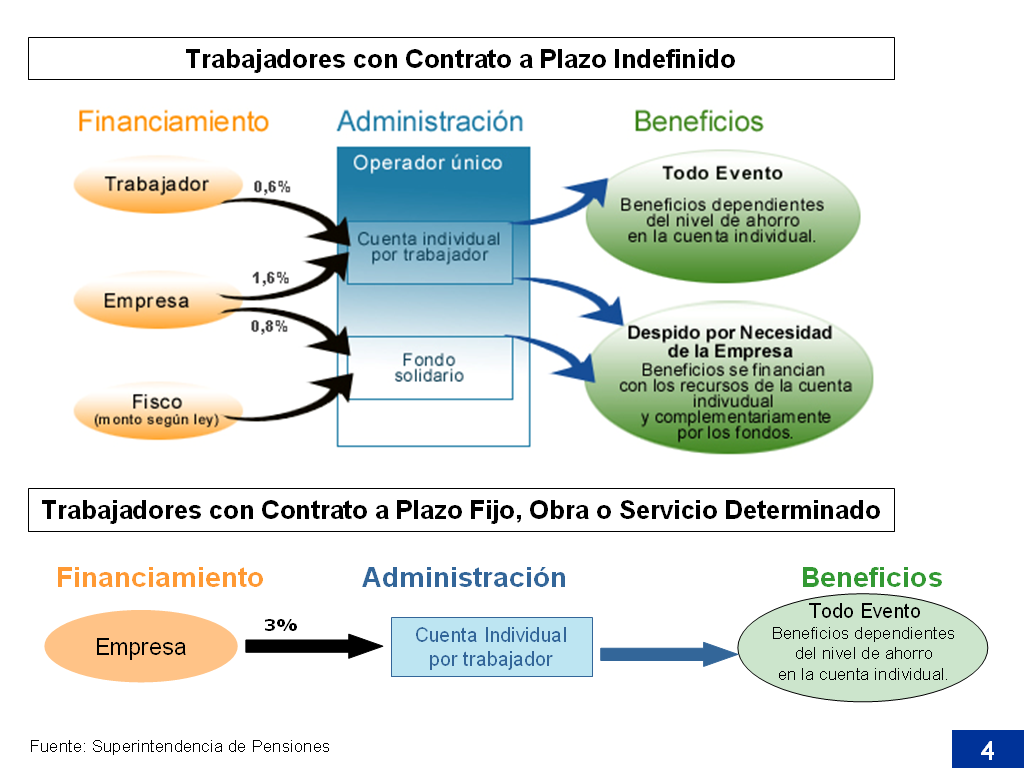 Trabajadores con Contrato a Plazo Indefinido
Financiamiento
Administración
Beneficios
Operador único
Trabajador
0,6%
Cuenta individual
por trabajador
Todo Evento
Beneficios dependientes
del nivel de ahorro
en la cuenta individual.
1,6%
Empresa
0,8%
Fondo
solidario
Despido por Necesidad
de la Empresa
Beneficios se financian
con los recursos de la cuenta
indivudual
y complementariamente
por los fondos.
Fisco
(monto según ley)
Trabajadores con Contrato a Plazo Fijo, Obra o Servicio Determinado
Financiamiento
Administración
Beneficios
Empresa
3%
Cuenta Individual
por trabajador
Todo Evento
Beneficios dependientes
del nivel de ahorro
en la cuenta individual.
Fuente: Superintendencia de Pensiones
4